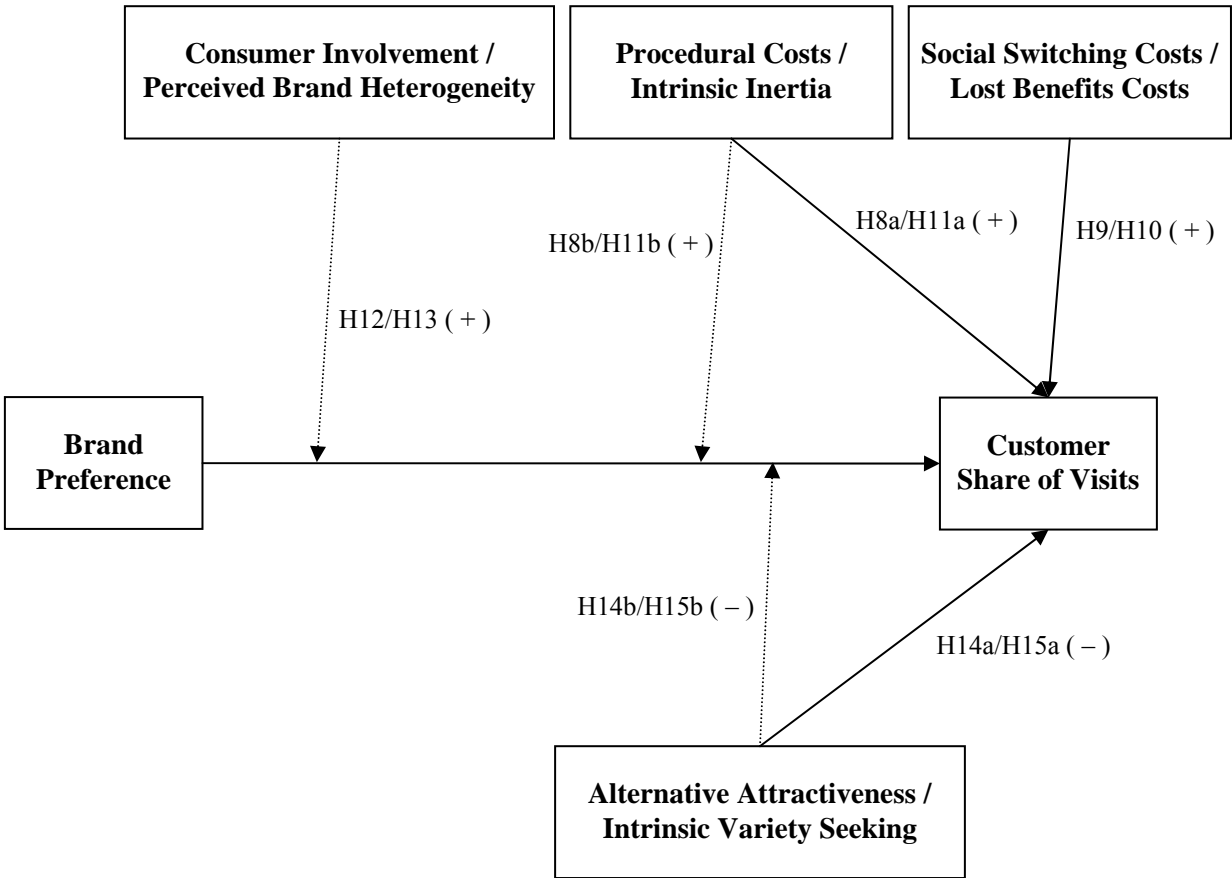 Consumer Involvement /
Perceived Brand Heterogeneity
Procedural Costs /
Intrinsic Inertia
Social Switching Costs /
Lost Benefits Costs
H8a/H11a ( + )
H9/H10 ( + )
H8b/H11b ( + )
H12/H13 ( + )
Brand
Preference
Customer
Share of Visits
H14b/H15b ( – )
H14a/H15a ( – )
Alternative Attractiveness /
Intrinsic Variety Seeking